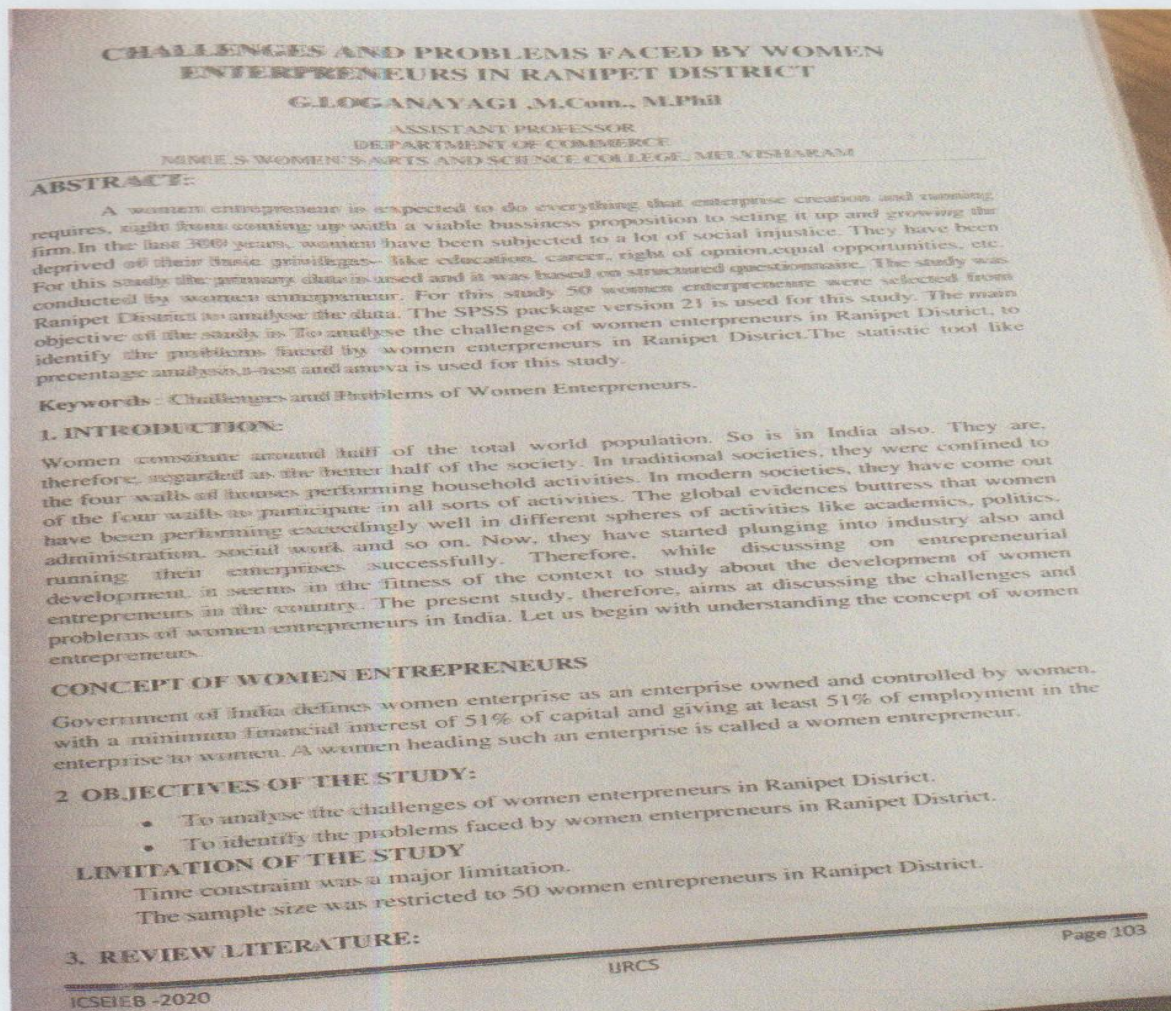 CHALLENGES AND PROBLEMS FACED BY WOMEN
ENTERPRENEURS IN RANIPET DISTRICT
G.LOGANAYAGI ,M.Com., M.Phil
ASSISTANT PROFESSOR
DEPARTMENT OF COMMERCE
WOMEN'S ARTS AND SCIENCE COLLEGE, MELVISHARAM
ABSTRACT:
A women entrepreneur is expected to do everything that enterprise creation and running
requires, right from coming up with a viable bussiness proposition to seting it up and growing the
firm.In the last 300 years, women have been subjected to a lot of social injustice. They have been
deprived of their basic privileges- like education, career, right of opnion,equal opportunities, etc.
For this study the primary data is used and it was based on structured questionnaire. The study was
conducted by women enterpreneur. For this study 50 women enterpreneure were selected from
Ranipet District to analyse the data. The SPSS package version 21 is used for this study. The main
objective of the study is To analyse the challenges of women enterpreneurs in Ranipet District, to
identify the problems faced by women enterpreneurs in Ranipet District.The statistic tool like
precentage analysis,t-test and anova is used for this study.
Keywords : Challenges and Problems of Women Enterpreneurs.
1. INTRODUCTION:
Women constitute around half of the total world population. So is in India also. They are,
therefore, regarded as the better half of the society. In traditional societies, they were confined to
the four walls of houses performing household activities. In modern societies, they have come out
of the four walls to participate in all sorts of activities. The global evidences buttress that women
have been performing exceedingly well in different spheres of activities like academics, politics,
administration, social work and so on. Now, they have started plunging into industry also and
running their enterprises successfully. Therefore, while discussing on entrepreneurial
development, it seems in the fitness of the context to study about the development of women
entrepreneurs in the country. The present study, therefore, aims at discussing the challenges and
problems of women entrepreneurs in India. Let us begin with understanding the concept of women
entrepreneurs.
CONCEPT OF WOMEN ENTREPRENEURS
Government of India defines women enterprise as an enterprise owned and controlled by women,
with a minimum financial interest of 51% of capital and giving at least 51% of employment in the
enterprise to women. A women heading such an enterprise is called a women entrepreneur.
2 OBJECTIVES OF THE STUDY:
• To analyse the challenges of women enterpreneurs in Ranipet District.
• To identify the problems faced by women enterpreneurs in Ranipet District.
LIMITATION OF THE STUDY
Time constraint was a major limitation.
The sample size was restricted to 50 women entrepreneurs in Ranipet District.
3. REVIEW LITERATURE:
ICSEIEB -2020 IJRCS Page 103